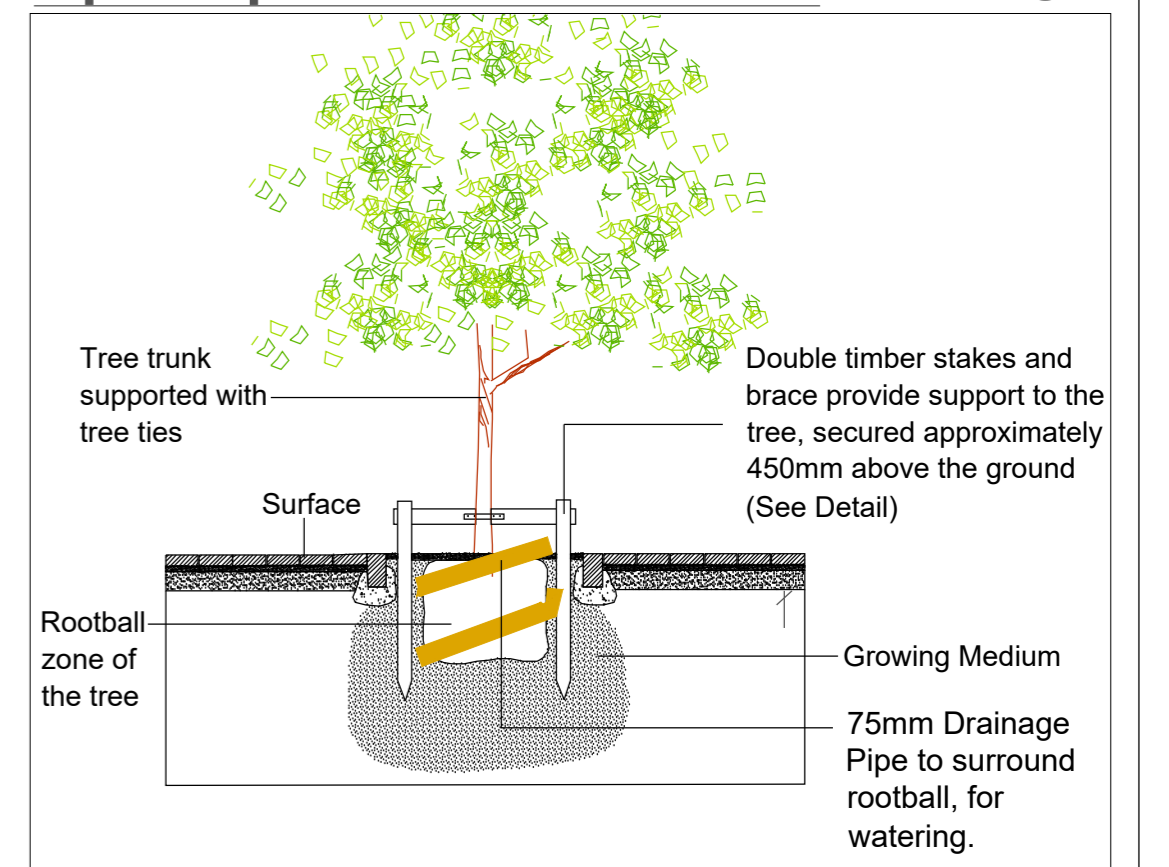 Tree trunk
supported with
tree ties
Double timber stakes and
brace provide support to the
tree, secured approximately
450mm above the ground
(See Detail)
Surface
Rootball
zone of
the tree
Growing Medium
75mm Drainage
Pipe to surround
rootball, for
watering.